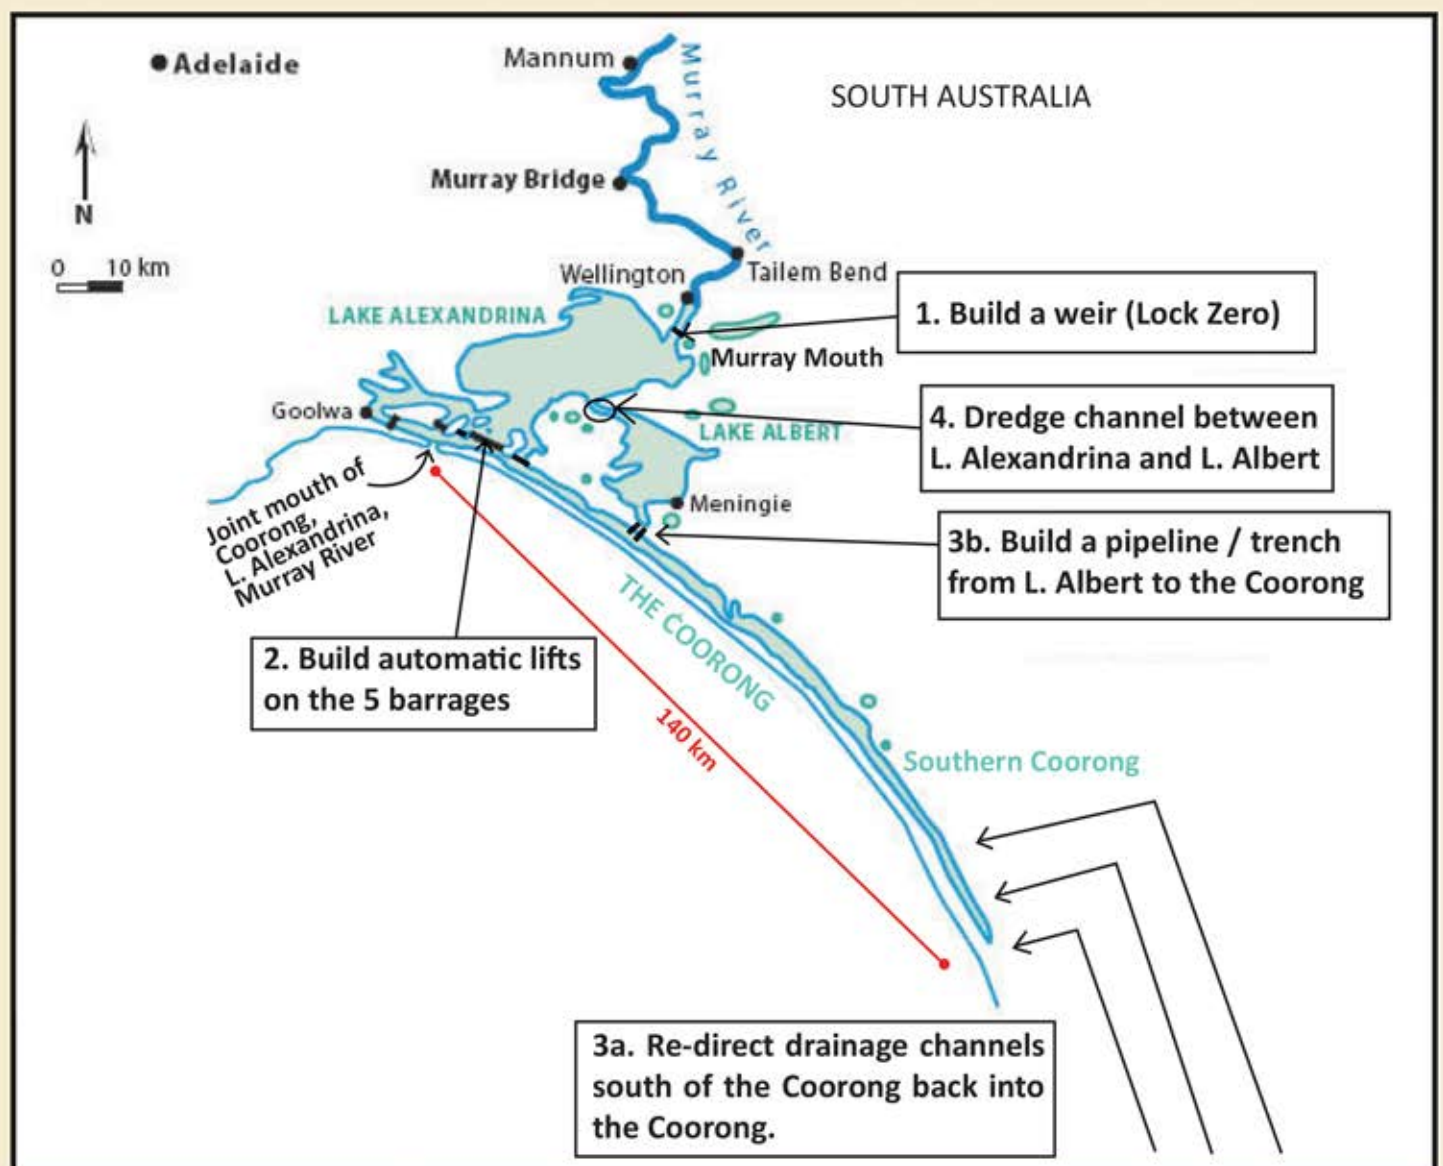 Adelaide
Mannum
Murray River
SOUTH AUSTRALIA
Murray Bridge
N
0 10 km
Wellington
Tailem Bend
LAKE ALEXANDRINA
1. Build a weir (Lock Zero)
Murray Mouth
Goolwa
LAKE ALBERT
4. Dredge channel between
L. Alexandrina and L. Albert
Joint mouth of
Coorong,
L. Alexandrina,
Murray River
Meningie
3b. Build a pipeline / trench
from L. Albert to the Coorong
THE COORONG
2. Build automatic lifts
on the 5 barrages
140 km
Southern Coorong
3a. Re-direct drainage channels
south of the Coorong back into
the Coorong.